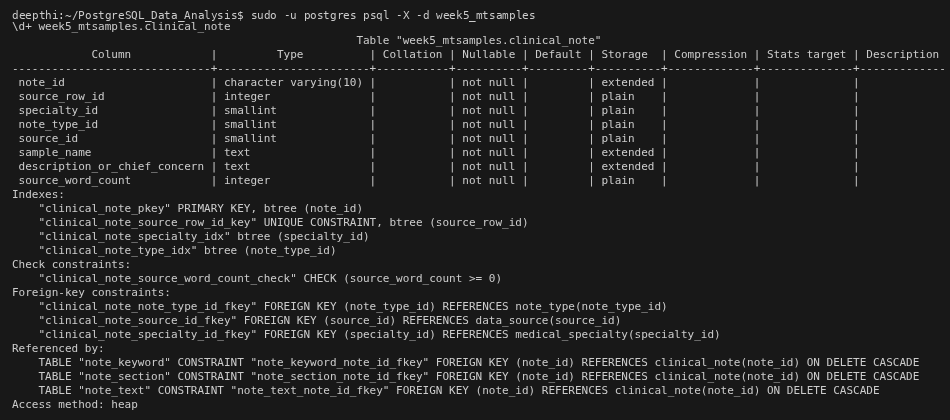 deepthi:~/PostgreSQL_Data_Analysis$ sudo -u postgres psql -X -d week5_mtsamples
\d+ week5_mtsamples.clinical_note
                                                    Table "week5_mtsamples.clinical_note"
            Column            |         Type          | Collation | Nullable | Default | Storage  | Compression | Stats target | Description
------------------------------+-----------------------+-----------+----------+---------+----------+-------------+--------------+-------------
 note_id                      | character varying(10) |           | not null |         | extended |             |              |
 source_row_id                | integer               |           | not null |         | plain    |             |              |
 specialty_id                 | smallint              |           | not null |         | plain    |             |              |
 note_type_id                 | smallint              |           | not null |         | plain    |             |              |
 source_id                    | smallint              |           | not null |         | plain    |             |              |
 sample_name                  | text                  |           | not null |         | extended |             |              |
 description_or_chief_concern | text                  |           | not null |         | extended |             |              |
 source_word_count            | integer               |           | not null |         | plain    |             |              |
Indexes:
    "clinical_note_pkey" PRIMARY KEY, btree (note_id)
    "clinical_note_source_row_id_key" UNIQUE CONSTRAINT, btree (source_row_id)
    "clinical_note_specialty_idx" btree (specialty_id)
    "clinical_note_type_idx" btree (note_type_id)
Check constraints:
    "clinical_note_source_word_count_check" CHECK (source_word_count >= 0)
Foreign-key constraints:
    "clinical_note_note_type_id_fkey" FOREIGN KEY (note_type_id) REFERENCES note_type(note_type_id)
    "clinical_note_source_id_fkey" FOREIGN KEY (source_id) REFERENCES data_source(source_id)
    "clinical_note_specialty_id_fkey" FOREIGN KEY (specialty_id) REFERENCES medical_specialty(specialty_id)
Referenced by:
    TABLE "note_keyword" CONSTRAINT "note_keyword_note_id_fkey" FOREIGN KEY (note_id) REFERENCES clinical_note(note_id) ON DELETE CASCADE
    TABLE "note_section" CONSTRAINT "note_section_note_id_fkey" FOREIGN KEY (note_id) REFERENCES clinical_note(note_id) ON DELETE CASCADE
    TABLE "note_text" CONSTRAINT "note_text_note_id_fkey" FOREIGN KEY (note_id) REFERENCES clinical_note(note_id) ON DELETE CASCADE
Access method: heap